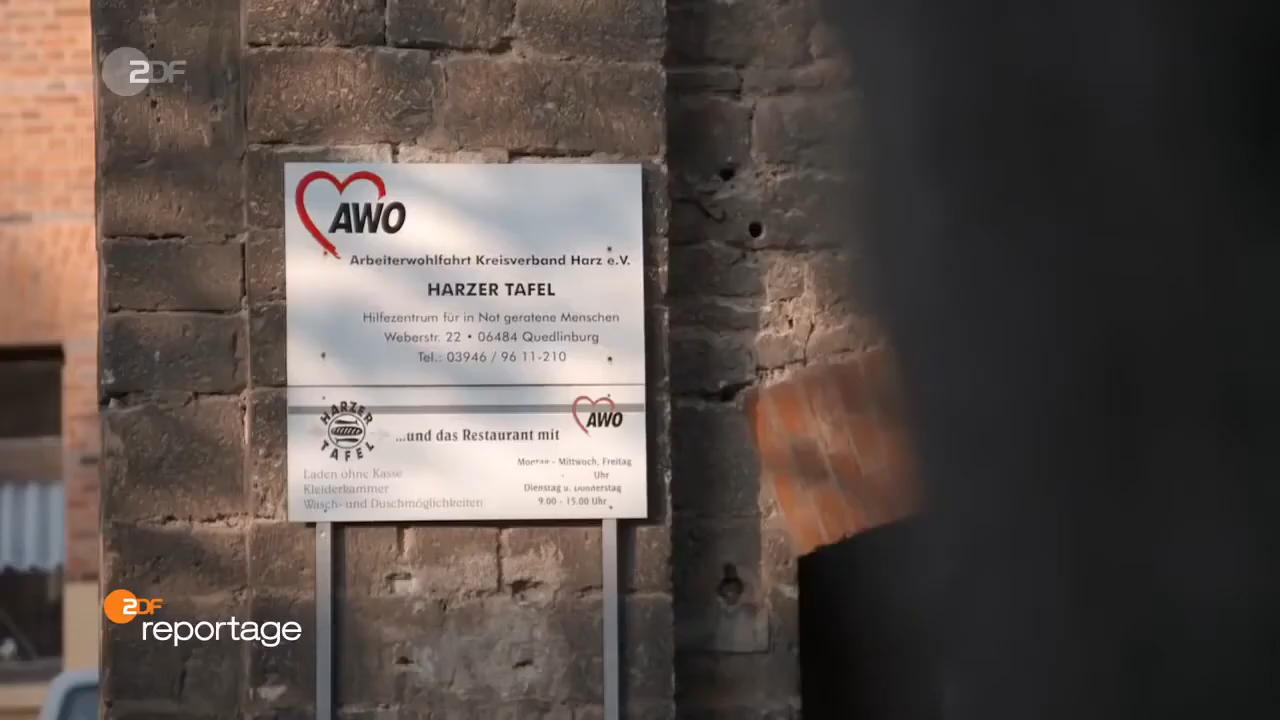 ZDF
AWO
Arbeiterwohlfahrt Kreisverband Harz e.V.
HARZER TAFEL
Hilfezentrum für in Not geratene Menschen
Weberstr. 22 • 06484 Quedlinburg
Tel.: 03946 / 96 11-210
HARZER TAFEL
...und das Restaurant mit
AWO
Laden ohne Kasse
Kleiderkammer
Wasch- und Duschmöglichkeiten
Montag - Mittwoch, Freitag
- Uhr
Dienstag u. Donnerstag
9.00 - 15.00 Uhr
ZDF
reportage